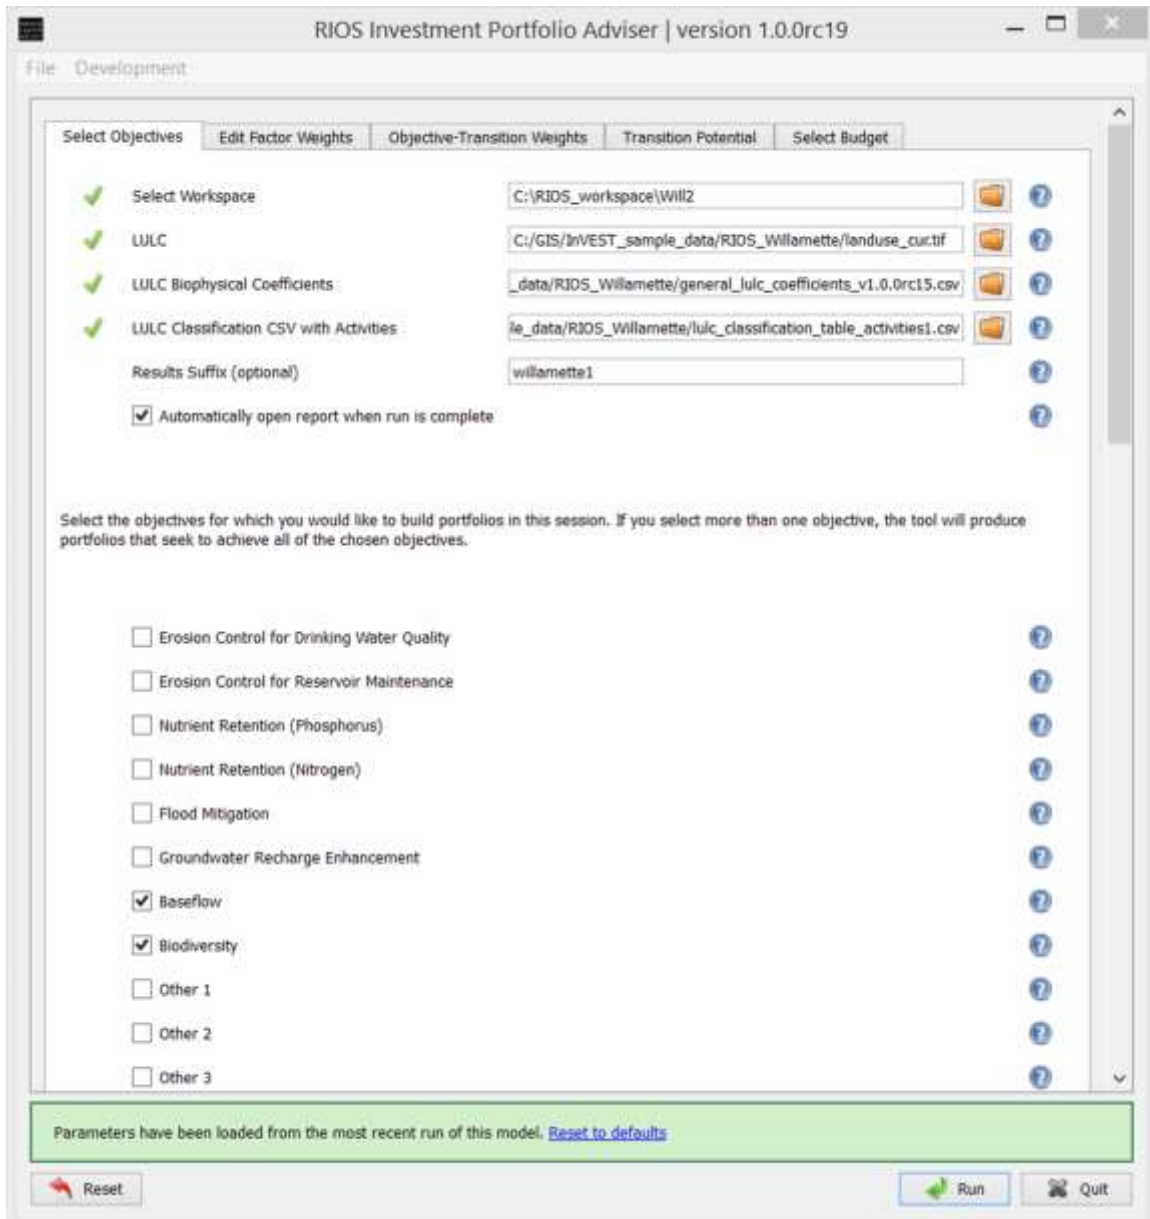 RIOS Investment Portfolio Adviser | version 1.0.0rc19
File Development
Select Objectives Edit Factor Weights Objective-Transition Weights Transition Potential Select Budget
Select Workspace C:\RIOS_workspace\Will2
LULC C:/GIS/InVEST_sample_data/RIOS_Willamette/landuse_cur.tif
LULC Biophysical Coefficients _data/RIOS_Willamette/general_lulc_coefficients_v1.0.0rc15.csv
LULC Classification CSV with Activities le_data/RIOS_Willamette/lulc_classification_table_activities1.csv
Results Suffix (optional) willamette1
Automatically open report when run is complete
Select the objectives for which you would like to build portfolios in this session. If you select more than one objective, the tool will produce
portfolios that seek to achieve all of the chosen objectives.
Erosion Control for Drinking Water Quality
Erosion Control for Reservoir Maintenance
Nutrient Retention (Phosphorus)
Nutrient Retention (Nitrogen)
Flood Mitigation
Groundwater Recharge Enhancement
Baseflow
Biodiversity
Other 1
Other 2
Other 3
Parameters have been loaded from the most recent run of this model. Reset to defaults
Reset Run Quit